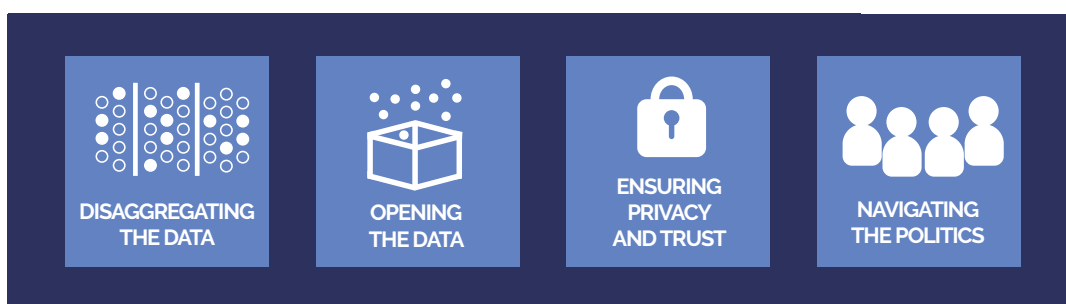 DISAGGREGATING
THE DATA
OPENING
THE DATA
ENSURING
PRIVACY
AND TRUST
NAVIGATING
THE POLITICS